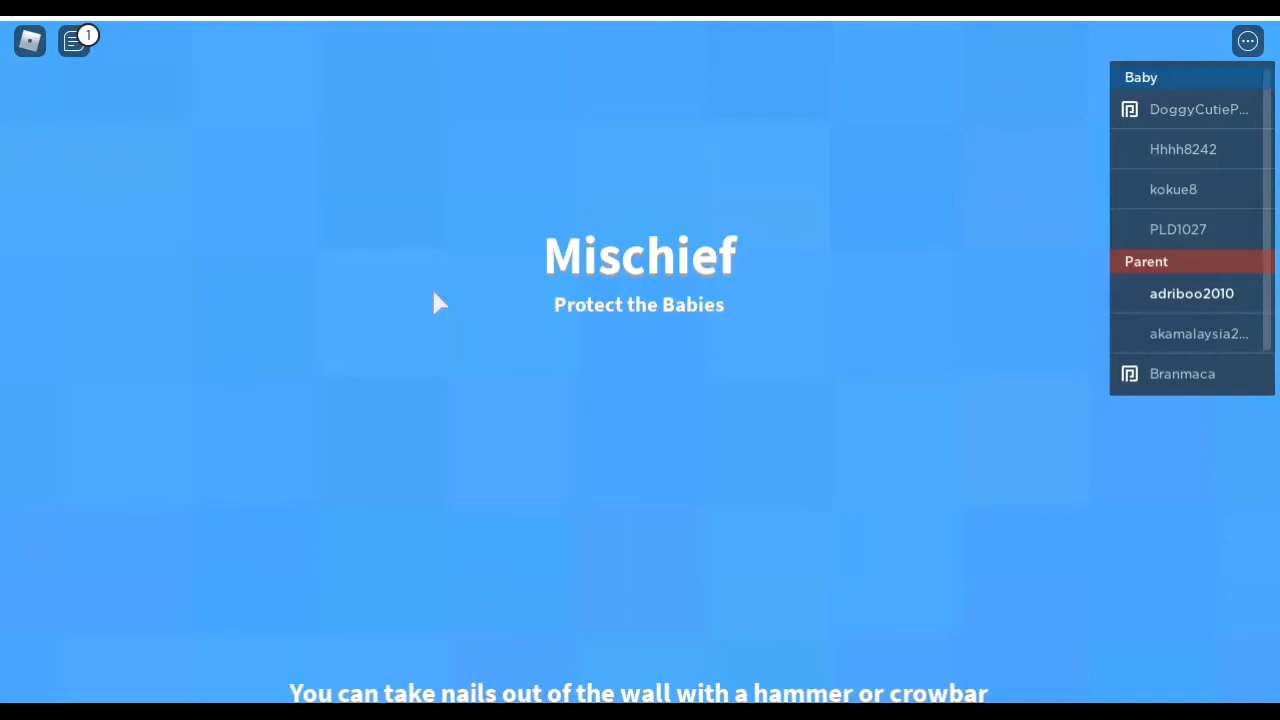 1
Baby
DoggyCutieP...
Hhhh8242
kokue8
PLD1027
Parent
adriboo2010
akamalaysia2...
Branmaca
Mischief
Protect the Babies
You can take nails out of the wall with a hammer or crowbar